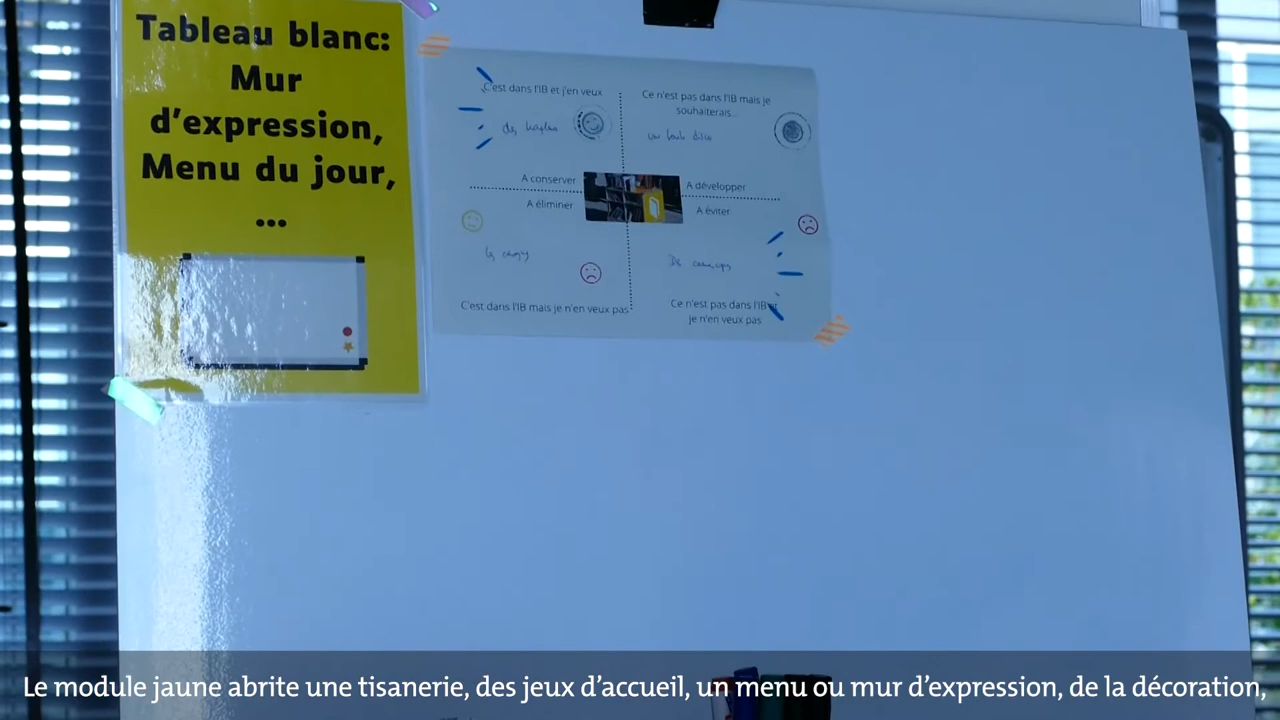 Tableau blanc:
Mur
d'expression,
Menu du jour,
...
C'est dans l'IB et j'en veux
Ce n'est pas dans l'IB mais je
souhaiterais...
A conserver
A développer
A éliminer
A éviter
C'est dans l'IB mais je n'en veux pas
Ce n'est pas dans l'IB et
je n'en veux pas
Le module jaune abrite une tisanerie, des jeux d'accueil, un menu ou mur d'expression, de la décoration,